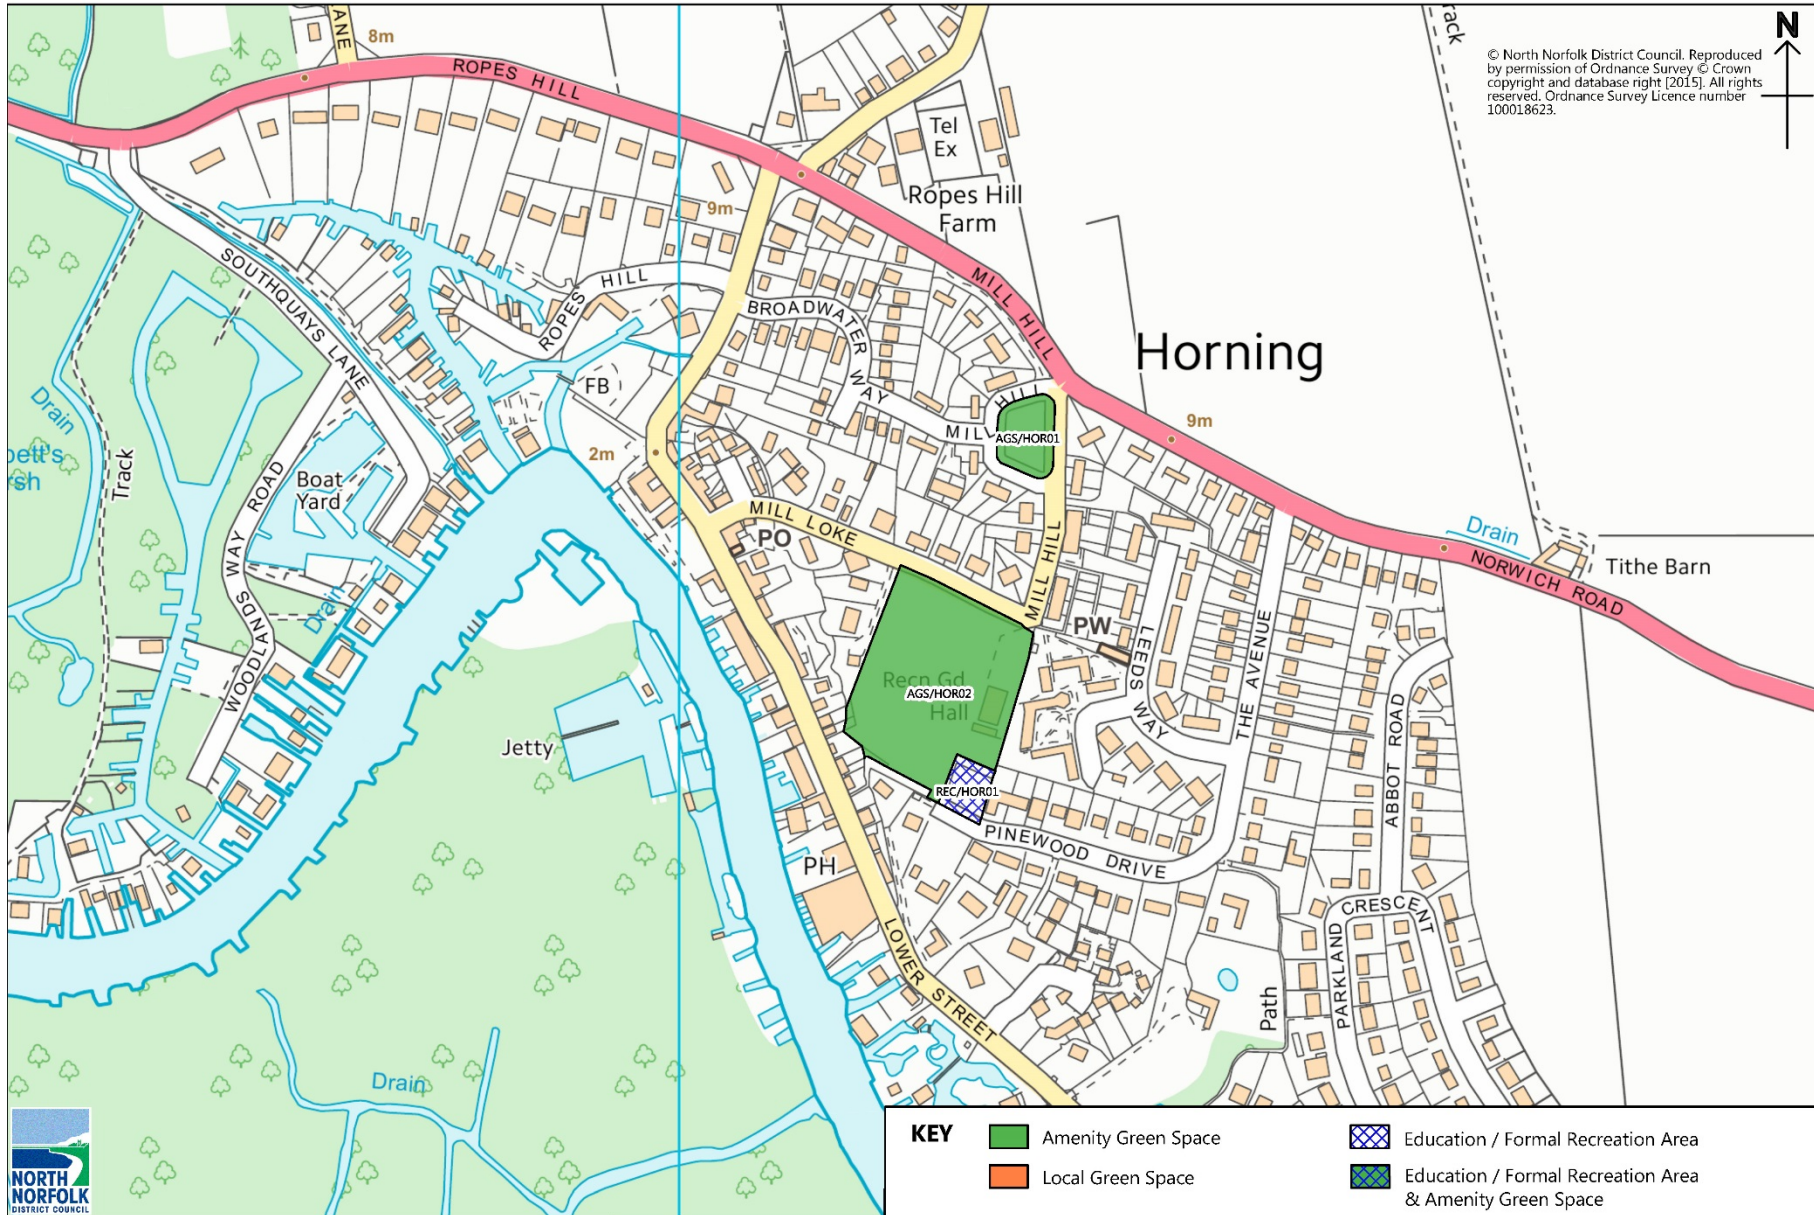 ANE
8m
ROPES HILL
rack
N
© North Norfolk District Council. Reproduced
by permission of Ordnance Survey © Crown
copyright and database right [2015]. All rights
reserved. Ordnance Survey Licence number
100018623.
Tel
Ex
Ropes Hill
Farm
9m
SOUTHQUAYS LANE
ROPES HILL
BROADWATER WAY
MILL HILL
Horning
FB
MILL HILL
AGS/HOR01
9m
Drain
pett's
sh
Track
Boat
Yard
2m
WOODLANDS WAY ROAD
MILL LOKE
PO
MILL HILL
Drain
NORWICH ROAD
Tithe Barn
Drain
PW
LEEDS WAY
THE AVENUE
ABBOT ROAD
Recn Gd
AGS/HOR02
Hall
Jetty
REC/HOR01
PINEWOOD DRIVE
PH
LOWER STREET
PARKLAND CRESCENT
Path
Drain
NORTH
NORFOLK
DISTRICT COUNCIL
KEY
Amenity Green Space
Local Green Space
Education / Formal Recreation Area
Education / Formal Recreation Area
& Amenity Green Space